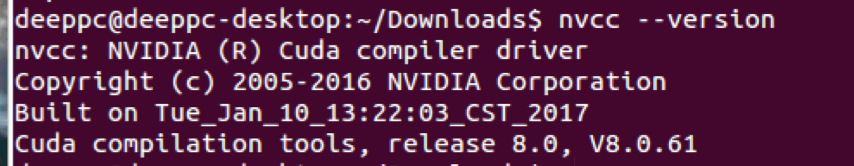 deeppc@deeppc-desktop:~/Downloads$ nvcc --version
nvcc: NVIDIA (R) Cuda compiler driver
Copyright (c) 2005-2016 NVIDIA Corporation
Built on Tue_Jan_10_13:22:03_CST_2017
Cuda compilation tools, release 8.0, V8.0.61